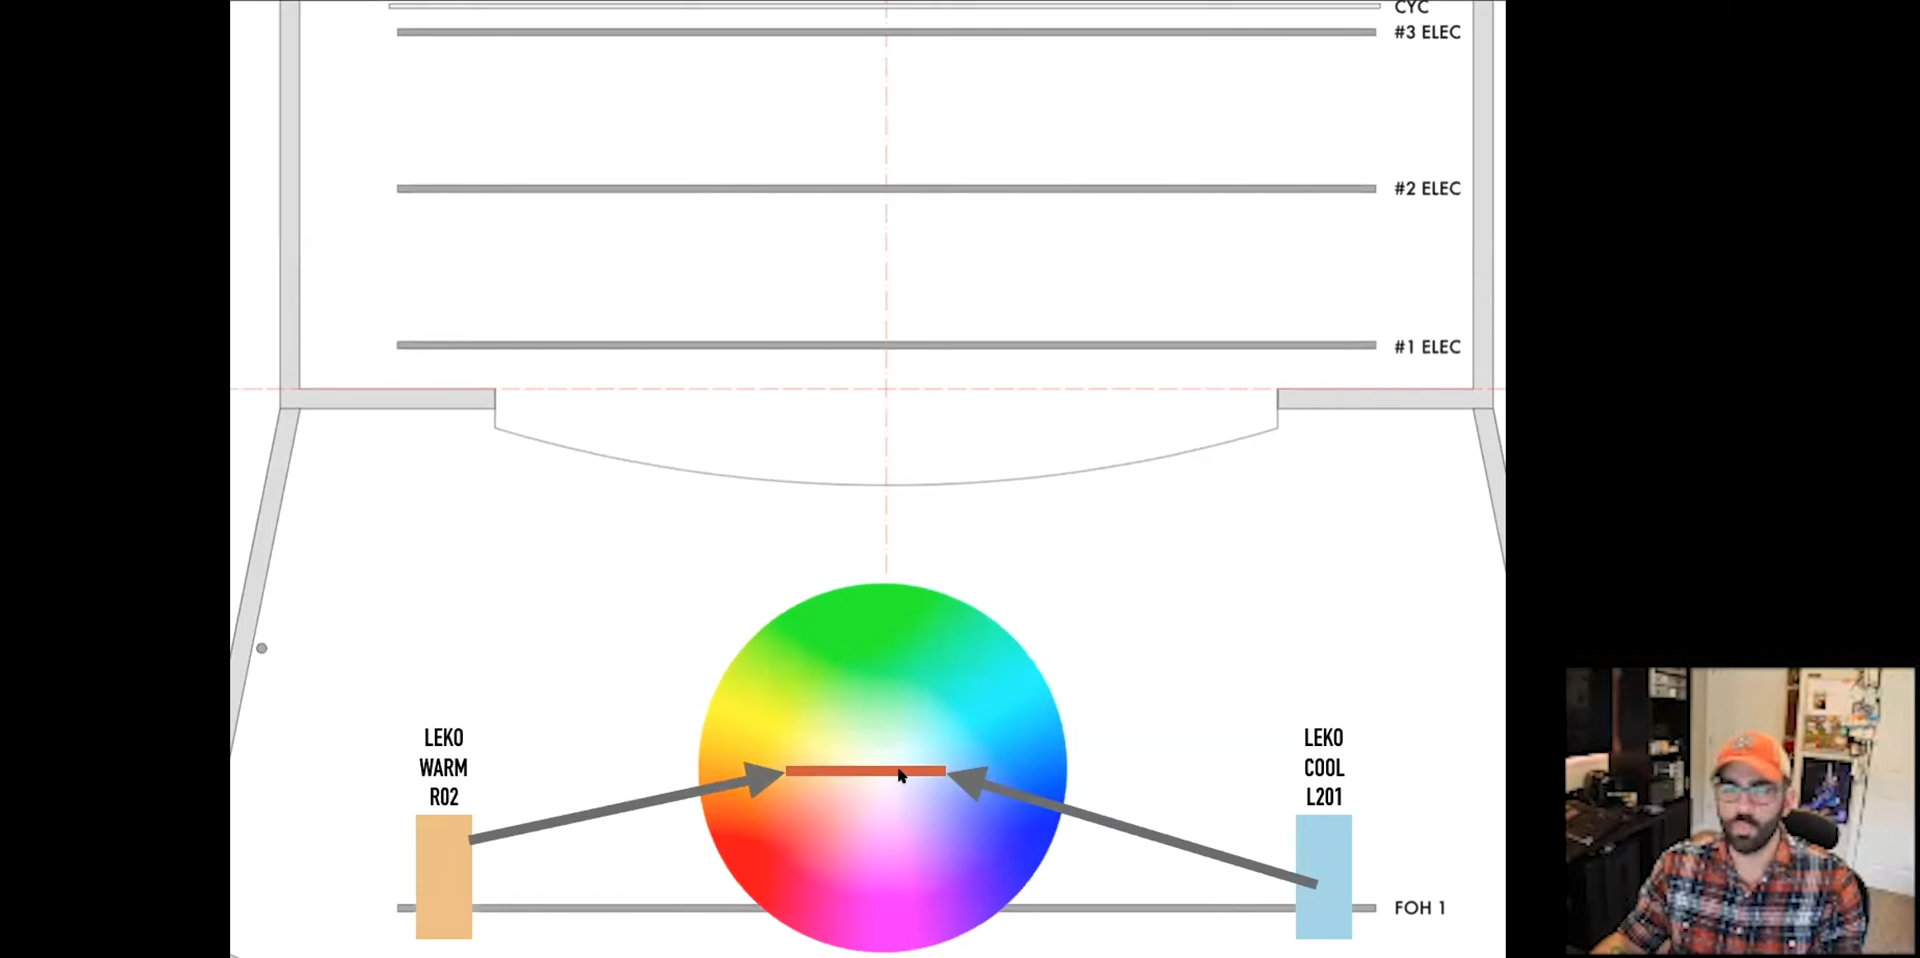 CYC
#3 ELEC
#2 ELEC
#1 ELEC
LEKO
WARM
R02
LEKO
COOL
L201
FOH 1